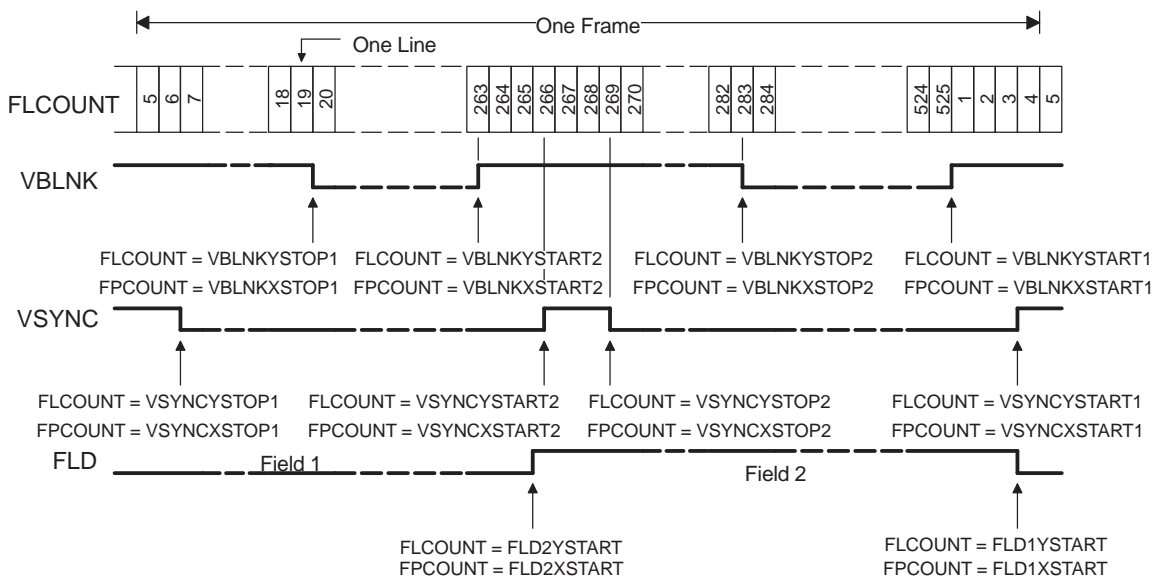 One Frame
One Line
FLCOUNT
5 6 7 18 19 20 263 264 265 266 267 268 269 270 282 283 284 524 525 1 2 3 4 5
VBLNK
FLCOUNT = VBLNKYSTOP1 FLCOUNT = VBLNKYSTART2 FLCOUNT = VBLNKYSTOP2 FLCOUNT = VBLNKYSTART1
FPCOUNT = VBLNKXSTOP1 FPCOUNT = VBLNKXSTART2 FPCOUNT = VBLNKXSTOP2 FPCOUNT = VBLNKXSTART1
VSYNC
FLCOUNT = VSYNCYSTOP1 FLCOUNT = VSYNCYSTART2 FLCOUNT = VSYNCYSTOP2 FLCOUNT = VSYNCYSTART1
FPCOUNT = VSYNCXSTOP1 FPCOUNT = VSYNCXSTART2 FPCOUNT = VSYNCXSTOP2 FPCOUNT = VSYNCXSTART1
FLD Field 1 Field 2
FLCOUNT = FLD2YSTART FLCOUNT = FLD1YSTART
FPCOUNT = FLD2XSTART FPCOUNT = FLD1XSTART